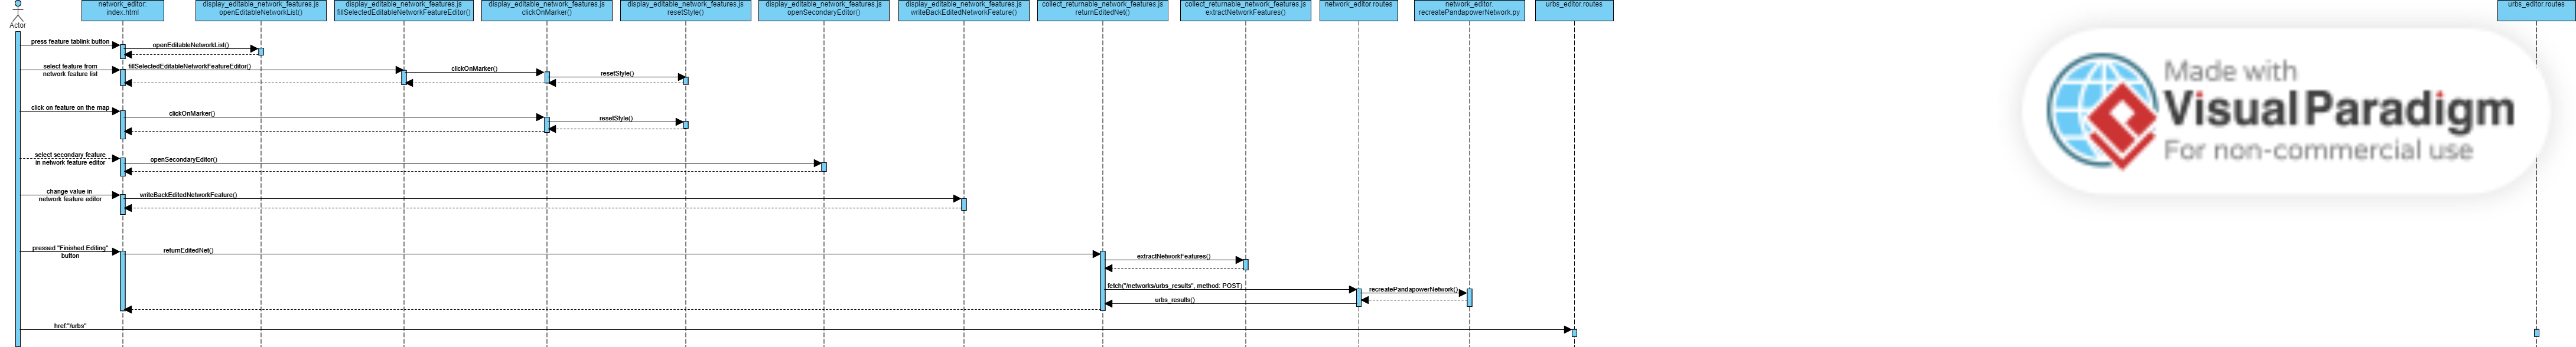 network_editor:
index.html
display_editable_network_features.js
openEditableNetworkList()
display_editable_network_features.js
fillSelectedEditableNetworkFeatureEditor()
display_editable_network_features.js
clickOnMarker()
display_editable_network_features.js
resetStyle()
display_editable_network_features.js
openSecondaryEditor()
display_editable_network_features.js
writeBackEditedNetworkFeature()
collect_returnable_network_features.js
returnEditedNet()
collect_returnable_network_features.js
extractNetworkFeatures()
network_editor.routes
network_editor.
recreatePandapowerNetwork.py
urbs_editor.routes
urbs_editor.routes
Actor
press feature tablink button
openEditableNetworkList()
select feature from
network feature list
fillSelectedEditableNetworkFeatureEditor()
clickOnMarker()
resetStyle()
click on feature on the map
clickOnMarker()
resetStyle()
select secondary feature
in network feature editor
openSecondaryEditor()
change value in
network feature editor
writeBackEditedNetworkFeature()
pressed "Finished Editing"
button
returnEditedNet()
extractNetworkFeatures()
fetch("/networks/urbs_results", method: POST)
recreatePandapowerNetwork()
urbs_results()
href:"/urbs"
Made with
Visual Paradigm
For non-commercial use